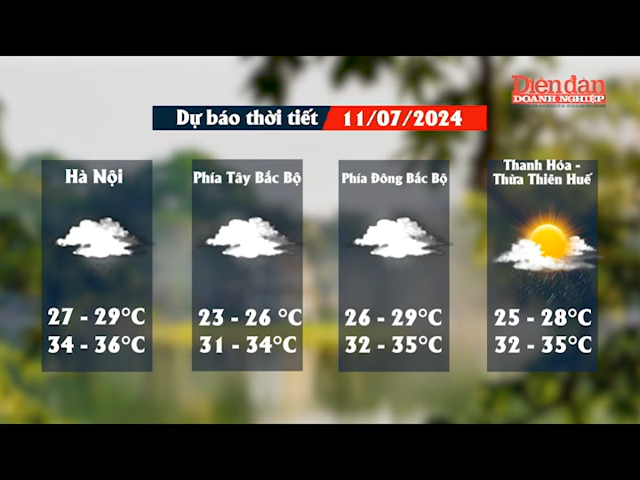 Diễn đàn
DOANH NGHIỆP
Dự báo thời tiết 11/07/2024
Hà Nội
27 - 29°C
34 - 36°C
Phía Tây Bắc Bộ
23 - 26 °C
31 - 34°C
Phía Đông Bắc Bộ
26 - 29°C
32 - 35°C
Thanh Hóa -
Thừa Thiên Huế
25 - 28°C
32 - 35°C